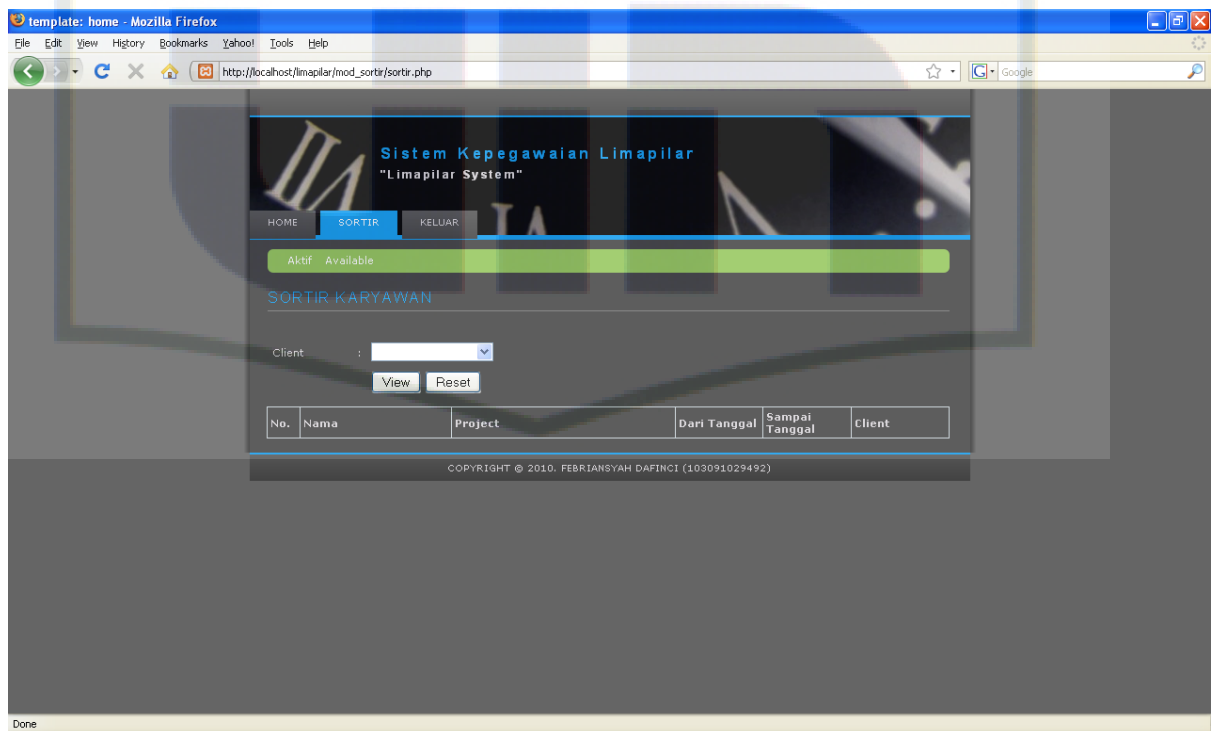 template: home - Mozilla Firefox
File Edit View History Bookmarks Yahoo! Tools Help
http://localhost/limapilar/mod_sortir/sortir.php
Google
Sistem Kepegawaian Limapilar
"Limapilar System"
HOME SORTIR KELUAR
Aktif Available
SORTIR KARYAWAN
Client :
View Reset
No. Nama Project Dari Tanggal Sampai Tanggal Client
COPYRIGHT © 2010. FEBRIANSYAH DAFINCI (103091029492)
Done